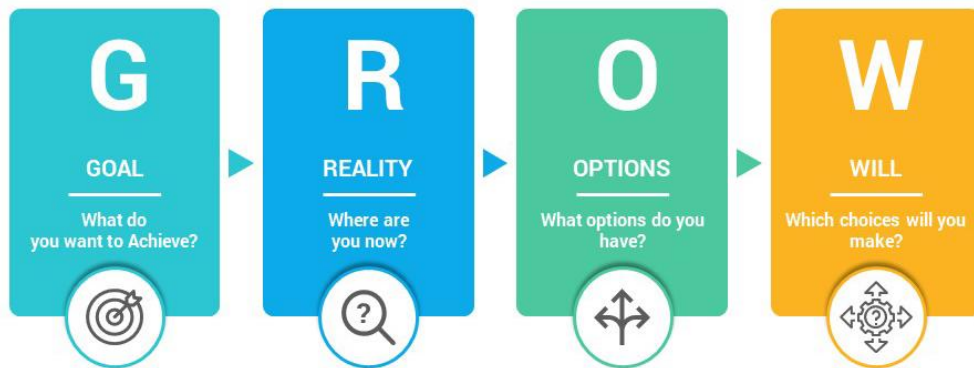 G
GOAL
What do
you want to Achieve?
?
R
REALITY
Where are
you now?
?
O
OPTIONS
What options do you
have?
W
WILL
Which choices will you
make?
?